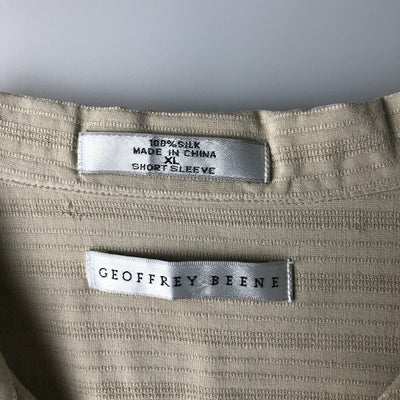 100% SILK
MADE IN CHINA
XL
SHORT SLEEVE
GEOFFREY BEENE